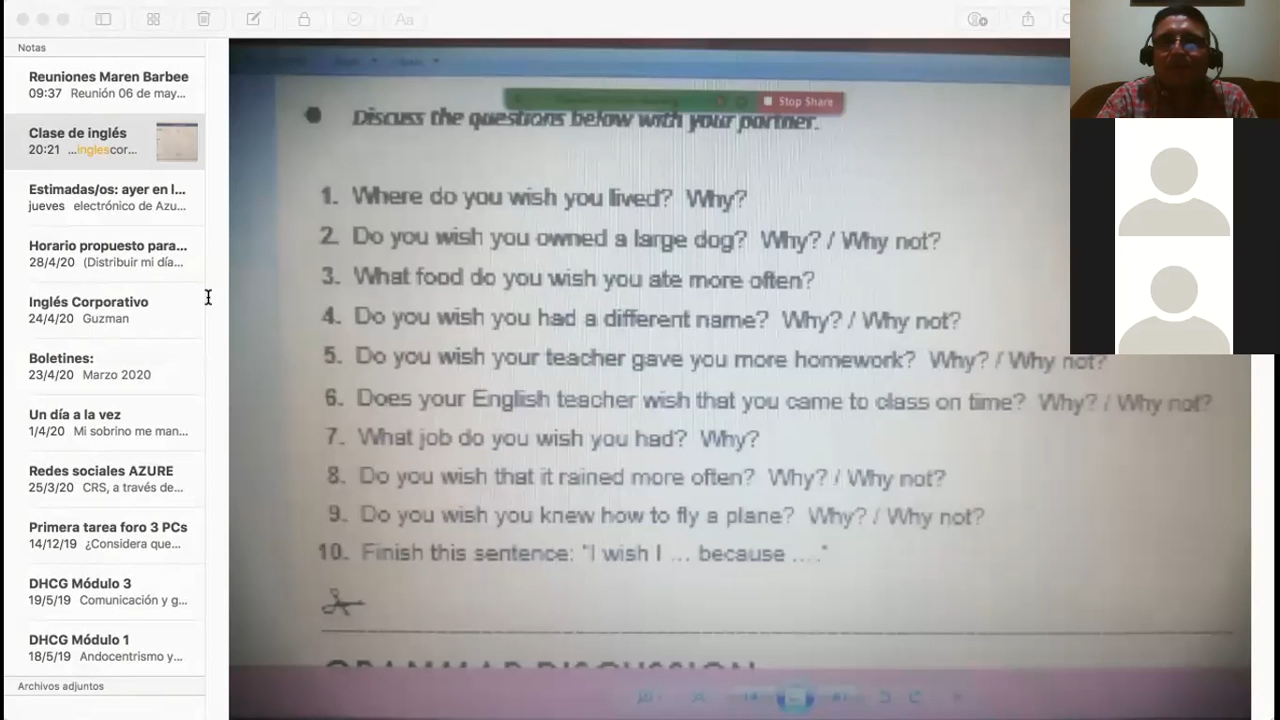 Aa
Notas
Reuniones Maren Barbee
09:37 Reunión 06 de may...
Clase de inglés
20:21 ...inglescor...
Estimadas/os: ayer en l...
jueves electrónico de Azu...
Horario propuesto para...
28/4/20 (Distribuir mi día...
Inglés Corporativo
24/4/20 Guzman
Boletines:
23/4/20 Marzo 2020
Un día a la vez
1/4/20 Mi sobrino me man...
Redes sociales AZURE
25/3/20 CRS, a través de...
Primera tarea foro 3 PCs
14/12/19 ¿Considera que...
DHCG Módulo 3
19/5/19 Comunicación y g...
DHCG Módulo 1
18/5/19 Andocentrismo y...
Archivos adjuntos
Stop Share
Discuss the questions below with your partner.
1. Where do you wish you lived? Why?
2. Do you wish you owned a large dog? Why? / Why not?
3. What food do you wish you ate more often?
4. Do you wish you had a different name? Why? / Why not?
5. Do you wish your teacher gave you more homework? Why? / Why not?
6. Does your English teacher wish that you came to class on time? Why? / Why not?
7. What job do you wish you had? Why?
8. Do you wish that it rained more often? Why? / Why not?
9. Do you wish you knew how to fly a plane? Why? / Why not?
10. Finish this sentence: "I wish I ... because ...."
GRAMMAR DISCUSSION